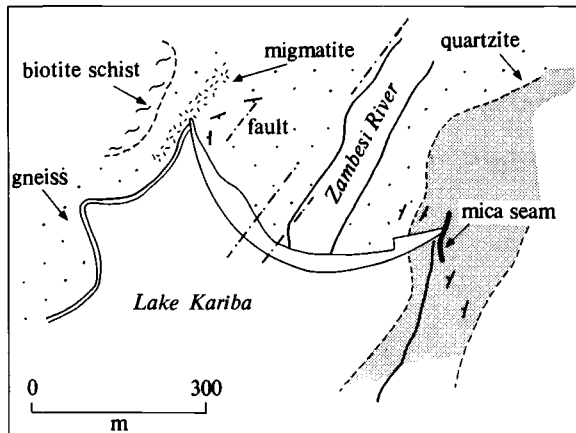 migmatite
quartzite
biotite schist
fault
Zambesi River
gneiss
mica seam
Lake Kariba
0 300
m